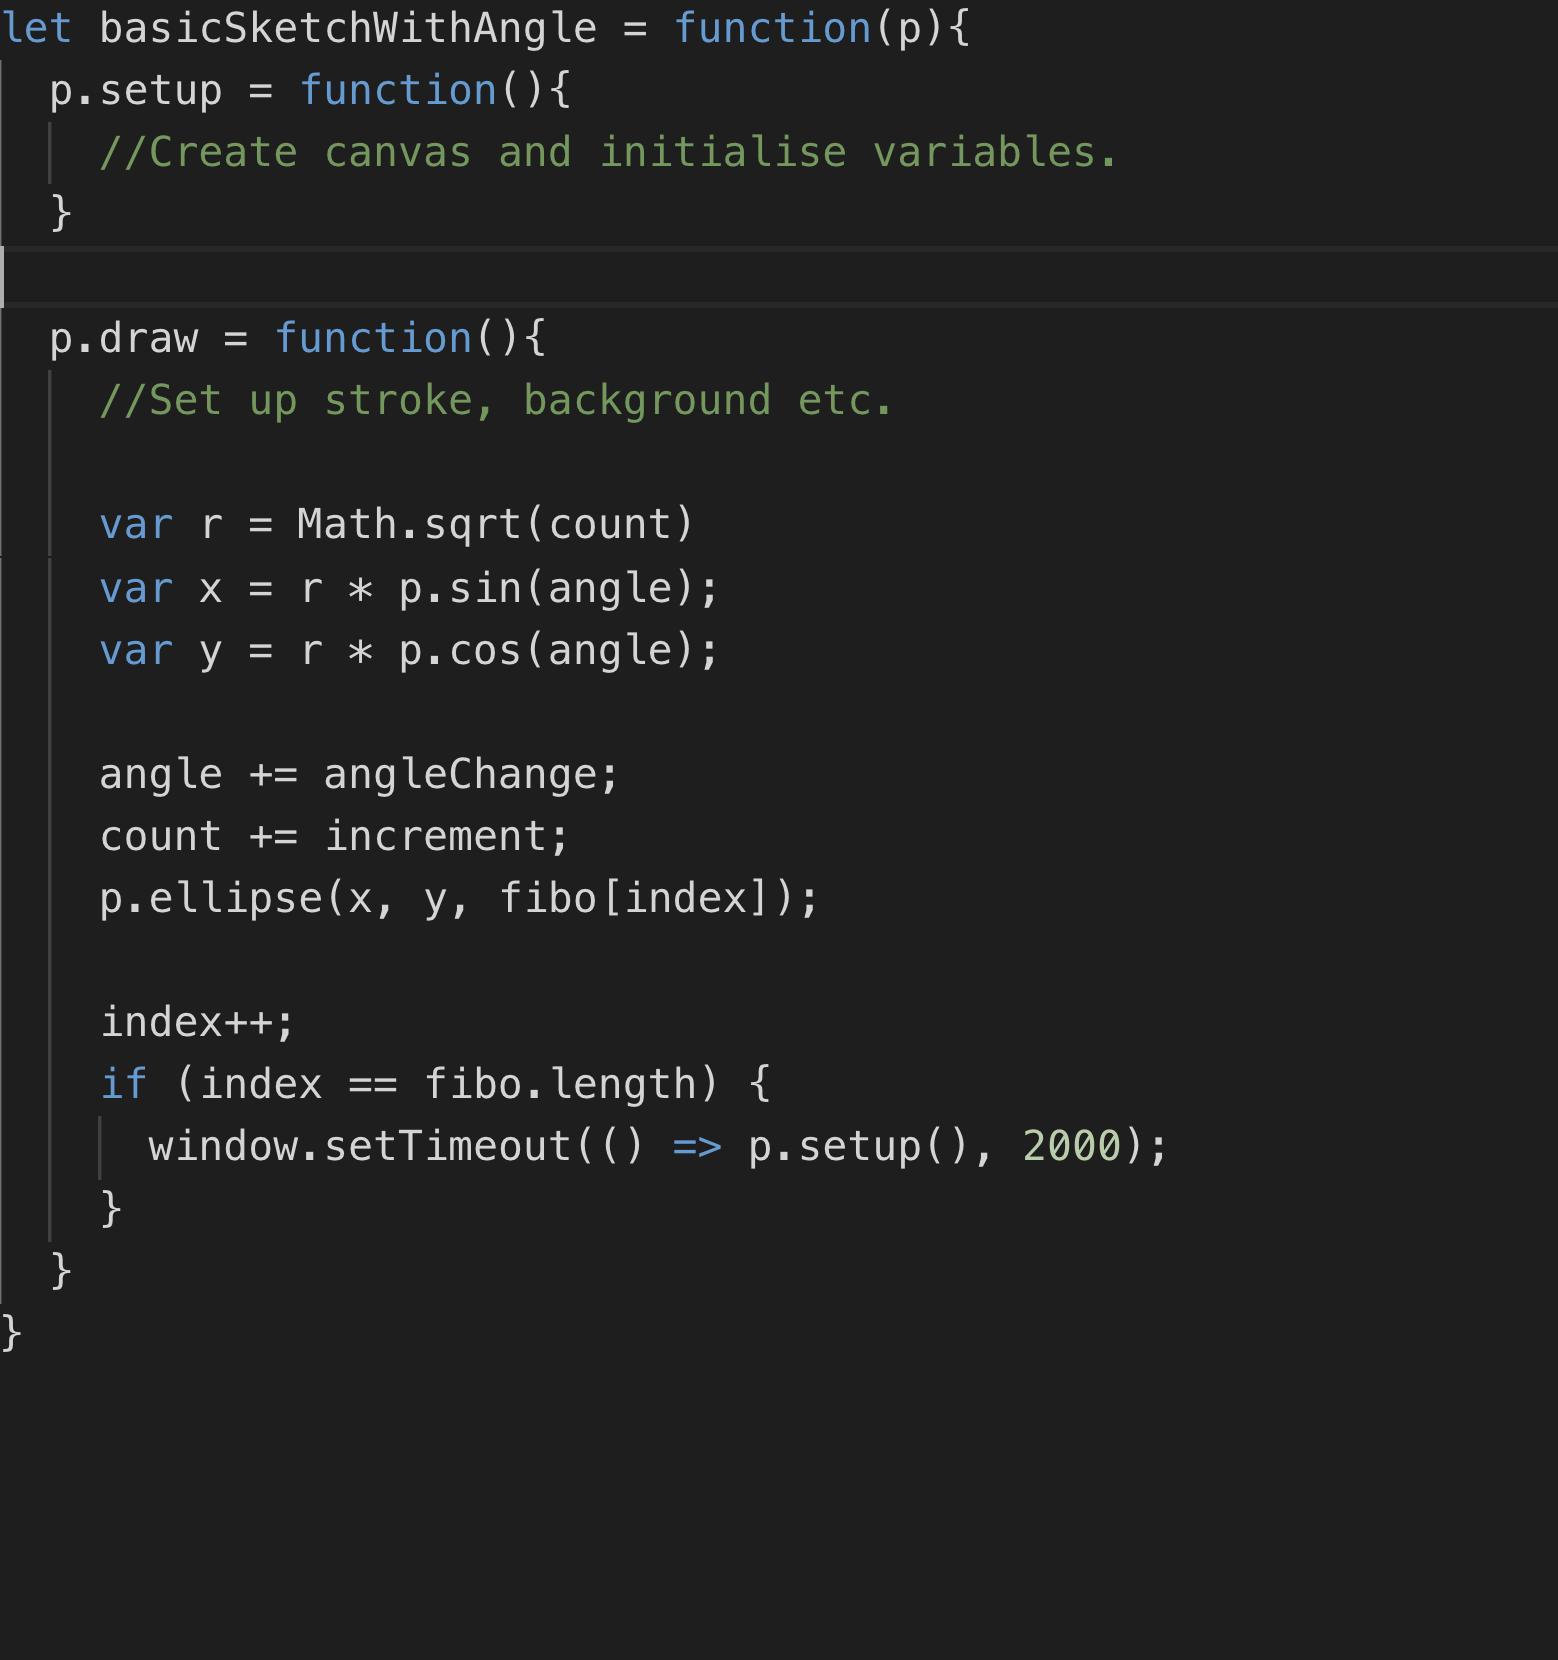 let basicSketchWithAngle = function(p){
  p.setup = function(){
    //Create canvas and initialise variables.
  }

  p.draw = function(){
    //Set up stroke, background etc.

    var r = Math.sqrt(count)
    var x = r * p.sin(angle);
    var y = r * p.cos(angle);

    angle += angleChange;
    count += increment;
    p.ellipse(x, y, fibo[index]);

    index++;
    if (index == fibo.length) {
      window.setTimeout(() => p.setup(), 2000);
    }
  }
}